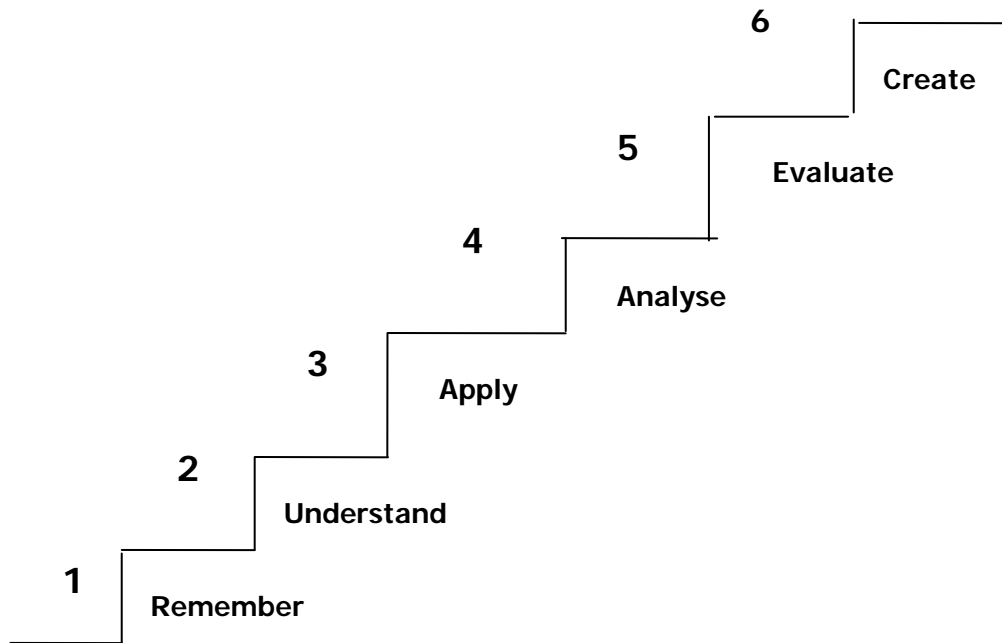 6
Create
5
Evaluate
4
Analyse
3
Apply
2
Understand
1
Remember